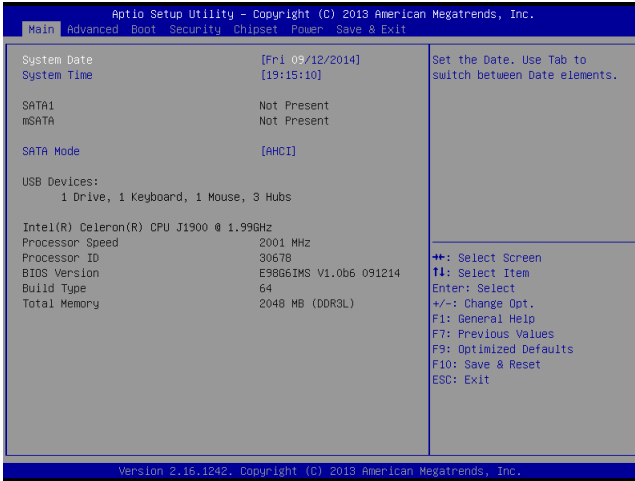 Aptio Setup Utility – Copyright (C) 2013 American Megatrends, Inc.
Main Advanced Boot Security Chipset Power Save & Exit
System Date [Fri 09/12/2014]
System Time [19:15:10]
SATA1 Not Present
mSATA Not Present
SATA Mode [AHCI]
USB Devices:
1 Drive, 1 Keyboard, 1 Mouse, 3 Hubs
Intel(R) Celeron(R) CPU J1900 @ 1.99GHz
Processor Speed 2001 MHz
Processor ID 30678
BIOS Version E98G6IMS V1.0b6 091214
Build Type 64
Total Memory 2048 MB (DDR3L)
Set the Date. Use Tab to
switch between Date elements.
→←: Select Screen
↑↓: Select Item
Enter: Select
+/-: Change Opt.
F1: General Help
F7: Previous Values
F9: Optimized Defaults
F10: Save & Reset
ESC: Exit
Version 2.16.1242. Copyright (C) 2013 American Megatrends, Inc.